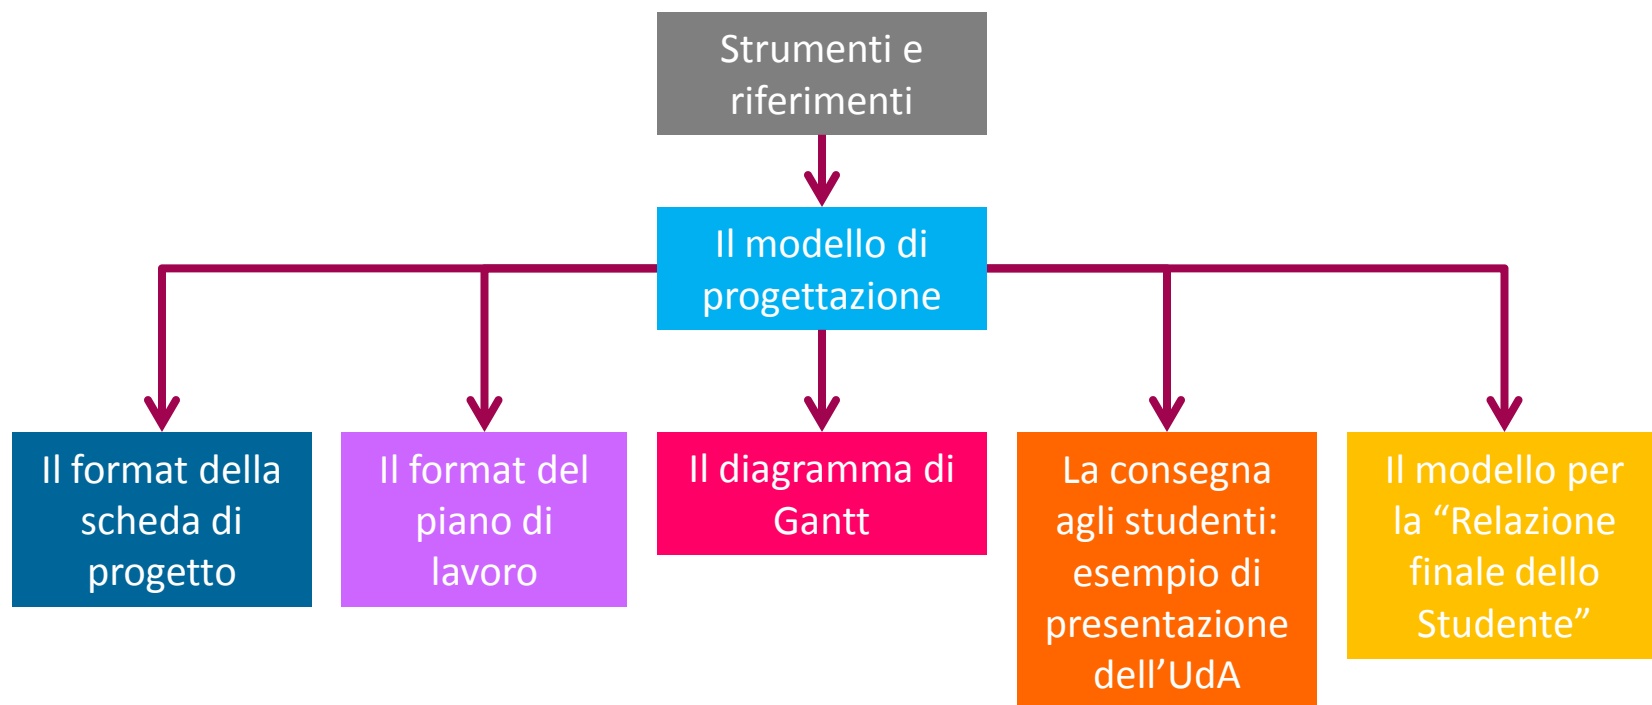 Strumenti e
riferimenti
Il modello di
progettazione
Il format della
scheda di
progetto
Il format del
piano di
lavoro
Il diagramma di
Gantt
La consegna
agli studenti:
esempio di
presentazione
dell’UdA
Il modello per
la “Relazione
finale dello
Studente”